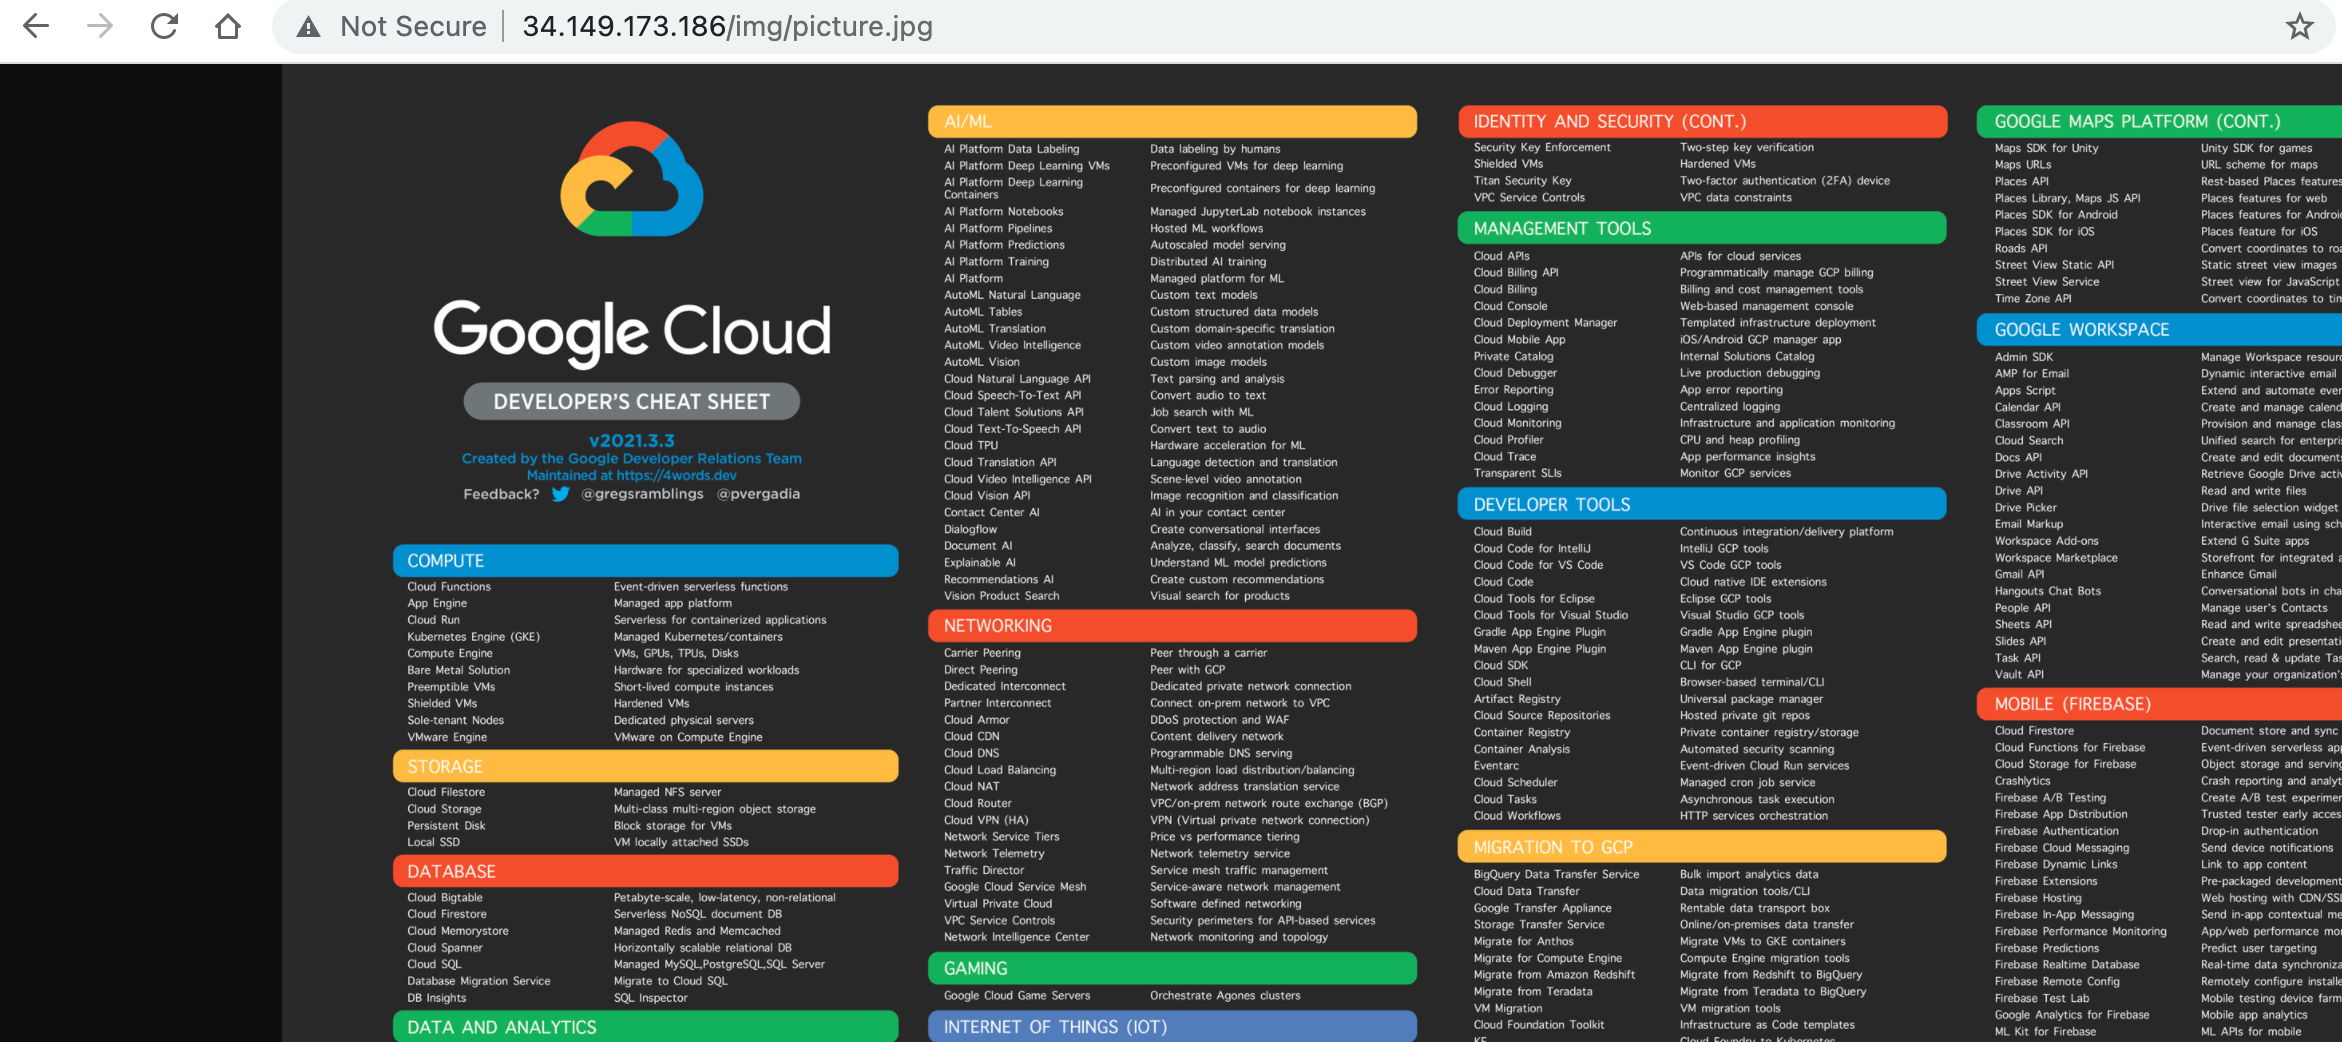 Not Secure | 34.149.173.186/img/picture.jpg
Google Cloud
DEVELOPER'S CHEAT SHEET
v2021.3.3
Created by the Google Developer Relations Team
Maintained at https://4words.dev
Feedback? @gregsramblings @pvergadia
COMPUTE
Cloud Functions Event-driven serverless functions
App Engine Managed app platform
Cloud Run Serverless for containerized applications
Kubernetes Engine (GKE) Managed Kubernetes/containers
Compute Engine VMs, GPUs, TPUs, Disks
Bare Metal Solution Hardware for specialized workloads
Preemptible VMs Short-lived compute instances
Shielded VMs Hardened VMs
Sole-tenant Nodes Dedicated physical servers
VMware Engine VMware on Compute Engine
STORAGE
Cloud Filestore Managed NFS server
Cloud Storage Multi-class multi-region object storage
Persistent Disk Block storage for VMs
Local SSD VM locally attached SSDs
DATABASE
Cloud Bigtable Petabyte-scale, low-latency, non-relational
Cloud Firestore Serverless NoSQL document DB
Cloud Memorystore Managed Redis and Memcached
Cloud Spanner Horizontally scalable relational DB
Cloud SQL Managed MySQL,PostgreSQL,SQL Server
Database Migration Service Migrate to Cloud SQL
DB Insights SQL Inspector
DATA AND ANALYTICS
AI/ML
AI Platform Data Labeling Data labeling by humans
AI Platform Deep Learning VMs Preconfigured VMs for deep learning
AI Platform Deep Learning
Containers Preconfigured containers for deep learning
AI Platform Notebooks Managed JupyterLab notebook instances
AI Platform Pipelines Hosted ML workflows
AI Platform Predictions Autoscaled model serving
AI Platform Training Distributed AI training
AI Platform Managed platform for ML
AutoML Natural Language Custom text models
AutoML Tables Custom structured data models
AutoML Translation Custom domain-specific translation
AutoML Video Intelligence Custom video annotation models
AutoML Vision Custom image models
Cloud Natural Language API Text parsing and analysis
Cloud Speech-To-Text API Convert audio to text
Cloud Talent Solutions API Job search with ML
Cloud Text-To-Speech API Convert text to audio
Cloud TPU Hardware acceleration for ML
Cloud Translation API Language detection and translation
Cloud Video Intelligence API Scene-level video annotation
Cloud Vision API Image recognition and classification
Contact Center AI AI in your contact center
Dialogflow Create conversational interfaces
Document AI Analyze, classify, search documents
Explainable AI Understand ML model predictions
Recommendations AI Create custom recommendations
Vision Product Search Visual search for products
NETWORKING
Carrier Peering Peer through a carrier
Direct Peering Peer with GCP
Dedicated Interconnect Dedicated private network connection
Partner Interconnect Connect on-prem network to VPC
Cloud Armor DDoS protection and WAF
Cloud CDN Content delivery network
Cloud DNS Programmable DNS serving
Cloud Load Balancing Multi-region load distribution/balancing
Cloud NAT Network address translation service
Cloud Router VPC/on-prem network route exchange (BGP)
Cloud VPN (HA) VPN (Virtual private network connection)
Network Service Tiers Price vs performance tiering
Network Telemetry Network telemetry service
Traffic Director Service mesh traffic management
Google Cloud Service Mesh Service-aware network management
Virtual Private Cloud Software defined networking
VPC Service Controls Security perimeters for API-based services
Network Intelligence Center Network monitoring and topology
GAMING
Google Cloud Game Servers Orchestrate Agones clusters
INTERNET OF THINGS (IOT)
IDENTITY AND SECURITY (CONT.)
Security Key Enforcement Two-step key verification
Shielded VMs Hardened VMs
Titan Security Key Two-factor authentication (2FA) device
VPC Service Controls VPC data constraints
MANAGEMENT TOOLS
Cloud APIs APIs for cloud services
Cloud Billing API Programmatically manage GCP billing
Cloud Billing Billing and cost management tools
Cloud Console Web-based management console
Cloud Deployment Manager Templated infrastructure deployment
Cloud Mobile App iOS/Android GCP manager app
Private Catalog Internal Solutions Catalog
Cloud Debugger Live production debugging
Error Reporting App error reporting
Cloud Logging Centralized logging
Cloud Monitoring Infrastructure and application monitoring
Cloud Profiler CPU and heap profiling
Cloud Trace App performance insights
Transparent SLIs Monitor GCP services
DEVELOPER TOOLS
Cloud Build Continuous integration/delivery platform
Cloud Code for IntelliJ IntelliJ GCP tools
Cloud Code for VS Code VS Code GCP tools
Cloud Code Cloud native IDE extensions
Cloud Tools for Eclipse Eclipse GCP tools
Cloud Tools for Visual Studio Visual Studio GCP tools
Gradle App Engine Plugin Gradle App Engine plugin
Maven App Engine Plugin Maven App Engine plugin
Cloud SDK CLI for GCP
Cloud Shell Browser-based terminal/CLI
Artifact Registry Universal package manager
Cloud Source Repositories Hosted private git repos
Container Registry Private container registry/storage
Container Analysis Automated security scanning
Eventarc Event-driven Cloud Run services
Cloud Scheduler Managed cron job service
Cloud Tasks Asynchronous task execution
Cloud Workflows HTTP services orchestration
MIGRATION TO GCP
BigQuery Data Transfer Service Bulk import analytics data
Cloud Data Transfer Data migration tools/CLI
Google Transfer Appliance Rentable data transport box
Storage Transfer Service Online/on-premises data transfer
Migrate for Anthos Migrate VMs to GKE containers
Migrate for Compute Engine Compute Engine migration tools
Migrate from Amazon Redshift Migrate from Redshift to BigQuery
Migrate from Teradata Migrate from Teradata to BigQuery
VM Migration VM migration tools
Cloud Foundation Toolkit Infrastructure as Code templates
GOOGLE MAPS PLATFORM (CONT.)
Maps SDK for Unity Unity SDK for games
Maps URLs URL scheme for maps
Places API Rest-based Places features
Places Library, Maps JS API Places features for web
Places SDK for Android Places features for
Places SDK for iOS Places feature for iOS
Roads API Convert coordinates to
Street View Static API Static street view images
Street View Service Street view for JavaScript
Time Zone API Convert coordinates to
GOOGLE WORKSPACE
Admin SDK Manage Workspace
AMP for Email Dynamic interactive email
Apps Script Extend and automate
Calendar API Create and manage
Classroom API Provision and manage
Cloud Search Unified search for
Docs API Create and edit
Drive Activity API Retrieve Google Drive
Drive API Read and write files
Drive Picker Drive file selection widget
Email Markup Interactive email using
Workspace Add-ons Extend G Suite apps
Workspace Marketplace Storefront for integrated
Gmail API Enhance Gmail
Hangouts Chat Bots Conversational bots in
People API Manage user's Contacts
Sheets API Read and write
Slides API Create and edit
Task API Search, read & update
Vault API Manage your
MOBILE (FIREBASE)
Cloud Firestore Document store and sync
Cloud Functions for Firebase Event-driven serverless
Cloud Storage for Firebase Object storage and
Crashlytics Crash reporting and
Firebase A/B Testing Create A/B test
Firebase App Distribution Trusted tester early
Firebase Authentication Drop-in authentication
Firebase Cloud Messaging Send device notifications
Firebase Dynamic Links Link to app content
Firebase Extensions Pre-packaged
Firebase Hosting Web hosting with
Firebase In-App Messaging Send in-app contextual
Firebase Performance Monitoring App/web performance
Firebase Predictions Predict user targeting
Firebase Realtime Database Real-time data
Firebase Remote Config Remotely configure
Firebase Test Lab Mobile testing device
Google Analytics for Firebase Mobile app analytics
ML Kit for Firebase ML APIs for mobile